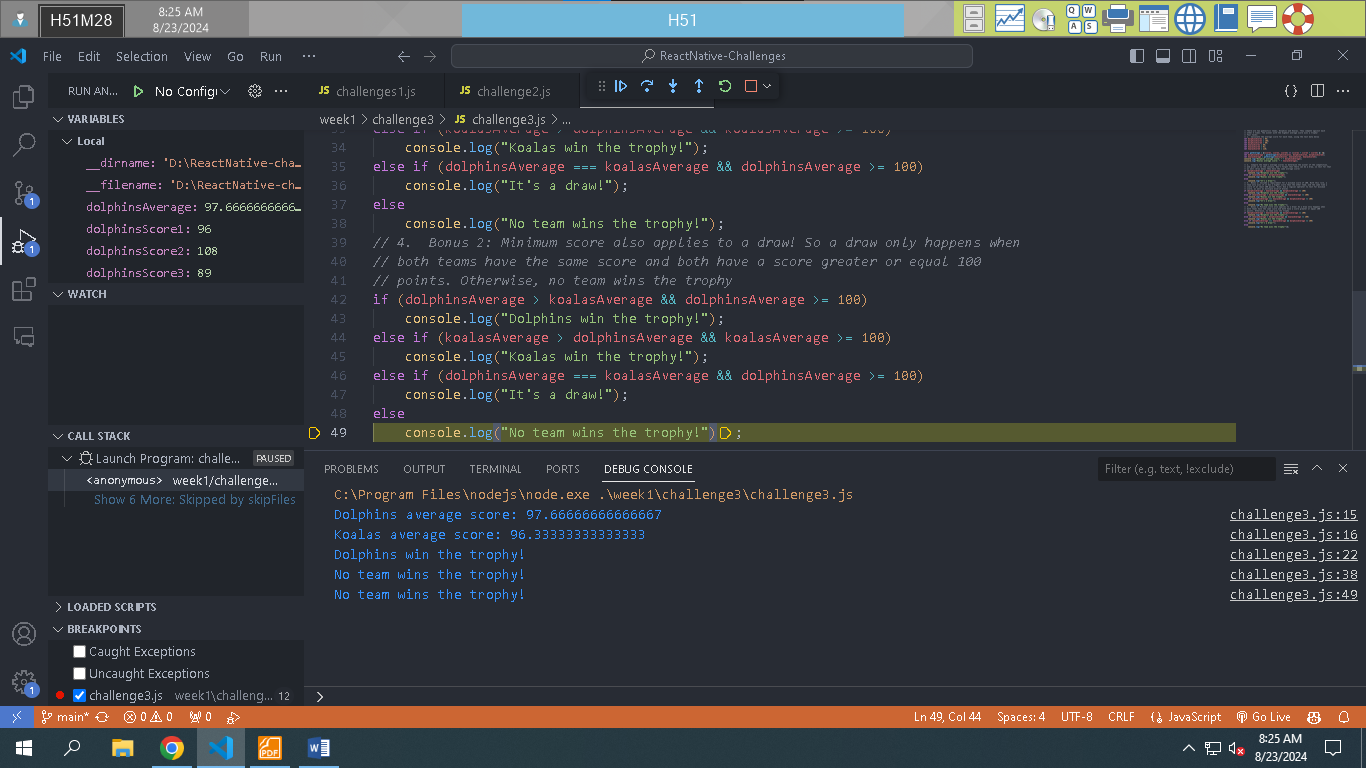 H51M28
8:25 AM
8/23/2024
H51
Q W
A S
File Edit Selection View Go Run ···
ReactNative-Challenges
RUN AN... No Config
JS challenges1.js
JS challenge2.js
VARIABLES
Local
__dirname: 'D:\ReactNative-cha…
__filename: 'D:\ReactNative-ch…
dolphinsAverage: 97.6666666666…
dolphinsScore1: 96
dolphinsScore2: 108
dolphinsScore3: 89
WATCH
CALL STACK
Launch Program: challe... PAUSED
<anonymous> week1/challenge...
Show 6 More: Skipped by skipFiles
LOADED SCRIPTS
BREAKPOINTS
Caught Exceptions
Uncaught Exceptions
challenge3.js week1\challeng... 12
1
1
1
week1 > challenge3 > JS challenge3.js > ...
33 else if (koalasAverage > dolphinsAverage && koalasAverage >= 100)
34 console.log("Koalas win the trophy!");
35 else if (dolphinsAverage === koalasAverage && dolphinsAverage >= 100)
36 console.log("It's a draw!");
37 else
38 console.log("No team wins the trophy!");
39 // 4.  Bonus 2: Minimum score also applies to a draw! So a draw only happens when
40 // both teams have the same score and both have a score greater or equal 100
41 // points. Otherwise, no team wins the trophy
42 if (dolphinsAverage > koalasAverage && dolphinsAverage >= 100)
43 console.log("Dolphins win the trophy!");
44 else if (koalasAverage > dolphinsAverage && koalasAverage >= 100)
45 console.log("Koalas win the trophy!");
46 else if (dolphinsAverage === koalasAverage && dolphinsAverage >= 100)
47 console.log("It's a draw!");
48 else
49 console.log("No team wins the trophy!") ;
PROBLEMS OUTPUT TERMINAL PORTS DEBUG CONSOLE
Filter (e.g. text, !exclude)
C:\Program Files\nodejs\node.exe .\week1\challenge3\challenge3.js
Dolphins average score: 97.66666666666667 challenge3.js:15
Koalas average score: 96.33333333333333 challenge3.js:16
Dolphins win the trophy! challenge3.js:22
No team wins the trophy! challenge3.js:38
No team wins the trophy! challenge3.js:49
main* 0 0 0
Ln 49, Col 44 Spaces: 4 UTF-8 CRLF JavaScript Go Live
PDF
8:25 AM
8/23/2024